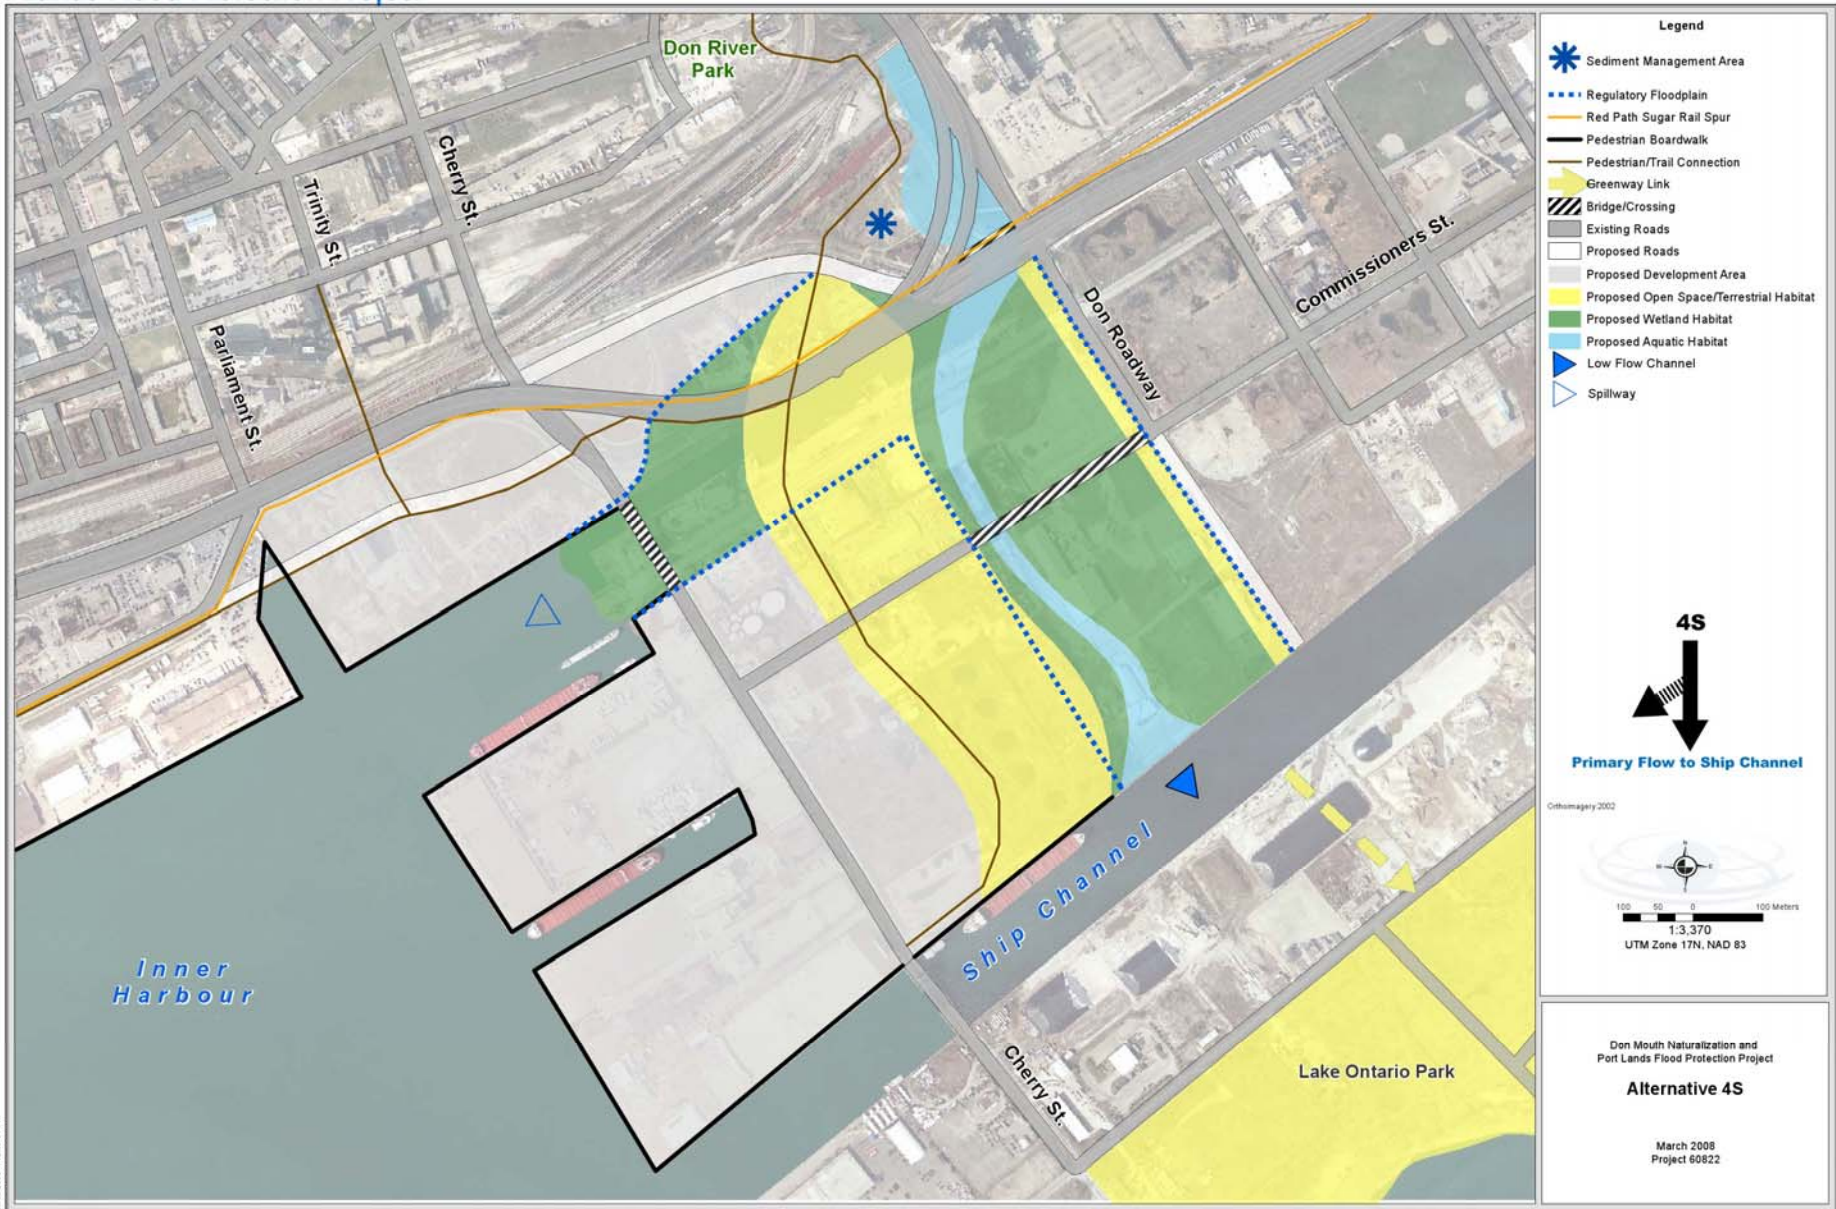 Don River
Park
Cherry St.
Trinity St.
Parliament St.
Don Roadway
Commissioners St.
Inner
Harbour
Ship Channel
Cherry St.
Lake Ontario Park
Legend
Sediment Management Area
Regulatory Floodplain
Red Path Sugar Rail Spur
Pedestrian Boardwalk
Pedestrian/Trail Connection
Greenway Link
Bridge/Crossing
Existing Roads
Proposed Roads
Proposed Development Area
Proposed Open Space/Terrestrial Habitat
Proposed Wetland Habitat
Proposed Aquatic Habitat
Low Flow Channel
Spillway
4S
Primary Flow to Ship Channel
Orthoimagery 2002
N
W
E
S
100 50 0 100 Meters
1:3,370
UTM Zone 17N, NAD 83
Don Mouth Naturalization and
Port Lands Flood Protection Project
Alternative 4S
March 2008
Project 60822